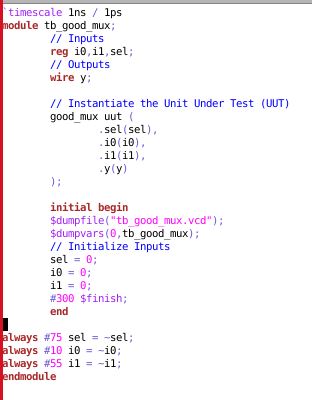 `timescale 1ns / 1ps
module tb_good_mux;
// Inputs
reg i0,i1,sel;
// Outputs
wire y;
// Instantiate the Unit Under Test (UUT)
good_mux uut (
.sel(sel),
.i0(i0),
.i1(i1),
.y(y)
);
initial begin
$dumpfile("tb_good_mux.vcd");
$dumpvars(0,tb_good_mux);
// Initialize Inputs
sel = 0;
i0 = 0;
i1 = 0;
#300 $finish;
end
always #75 sel = ~sel;
always #10 i0 = ~i0;
always #55 i1 = ~i1;
endmodule